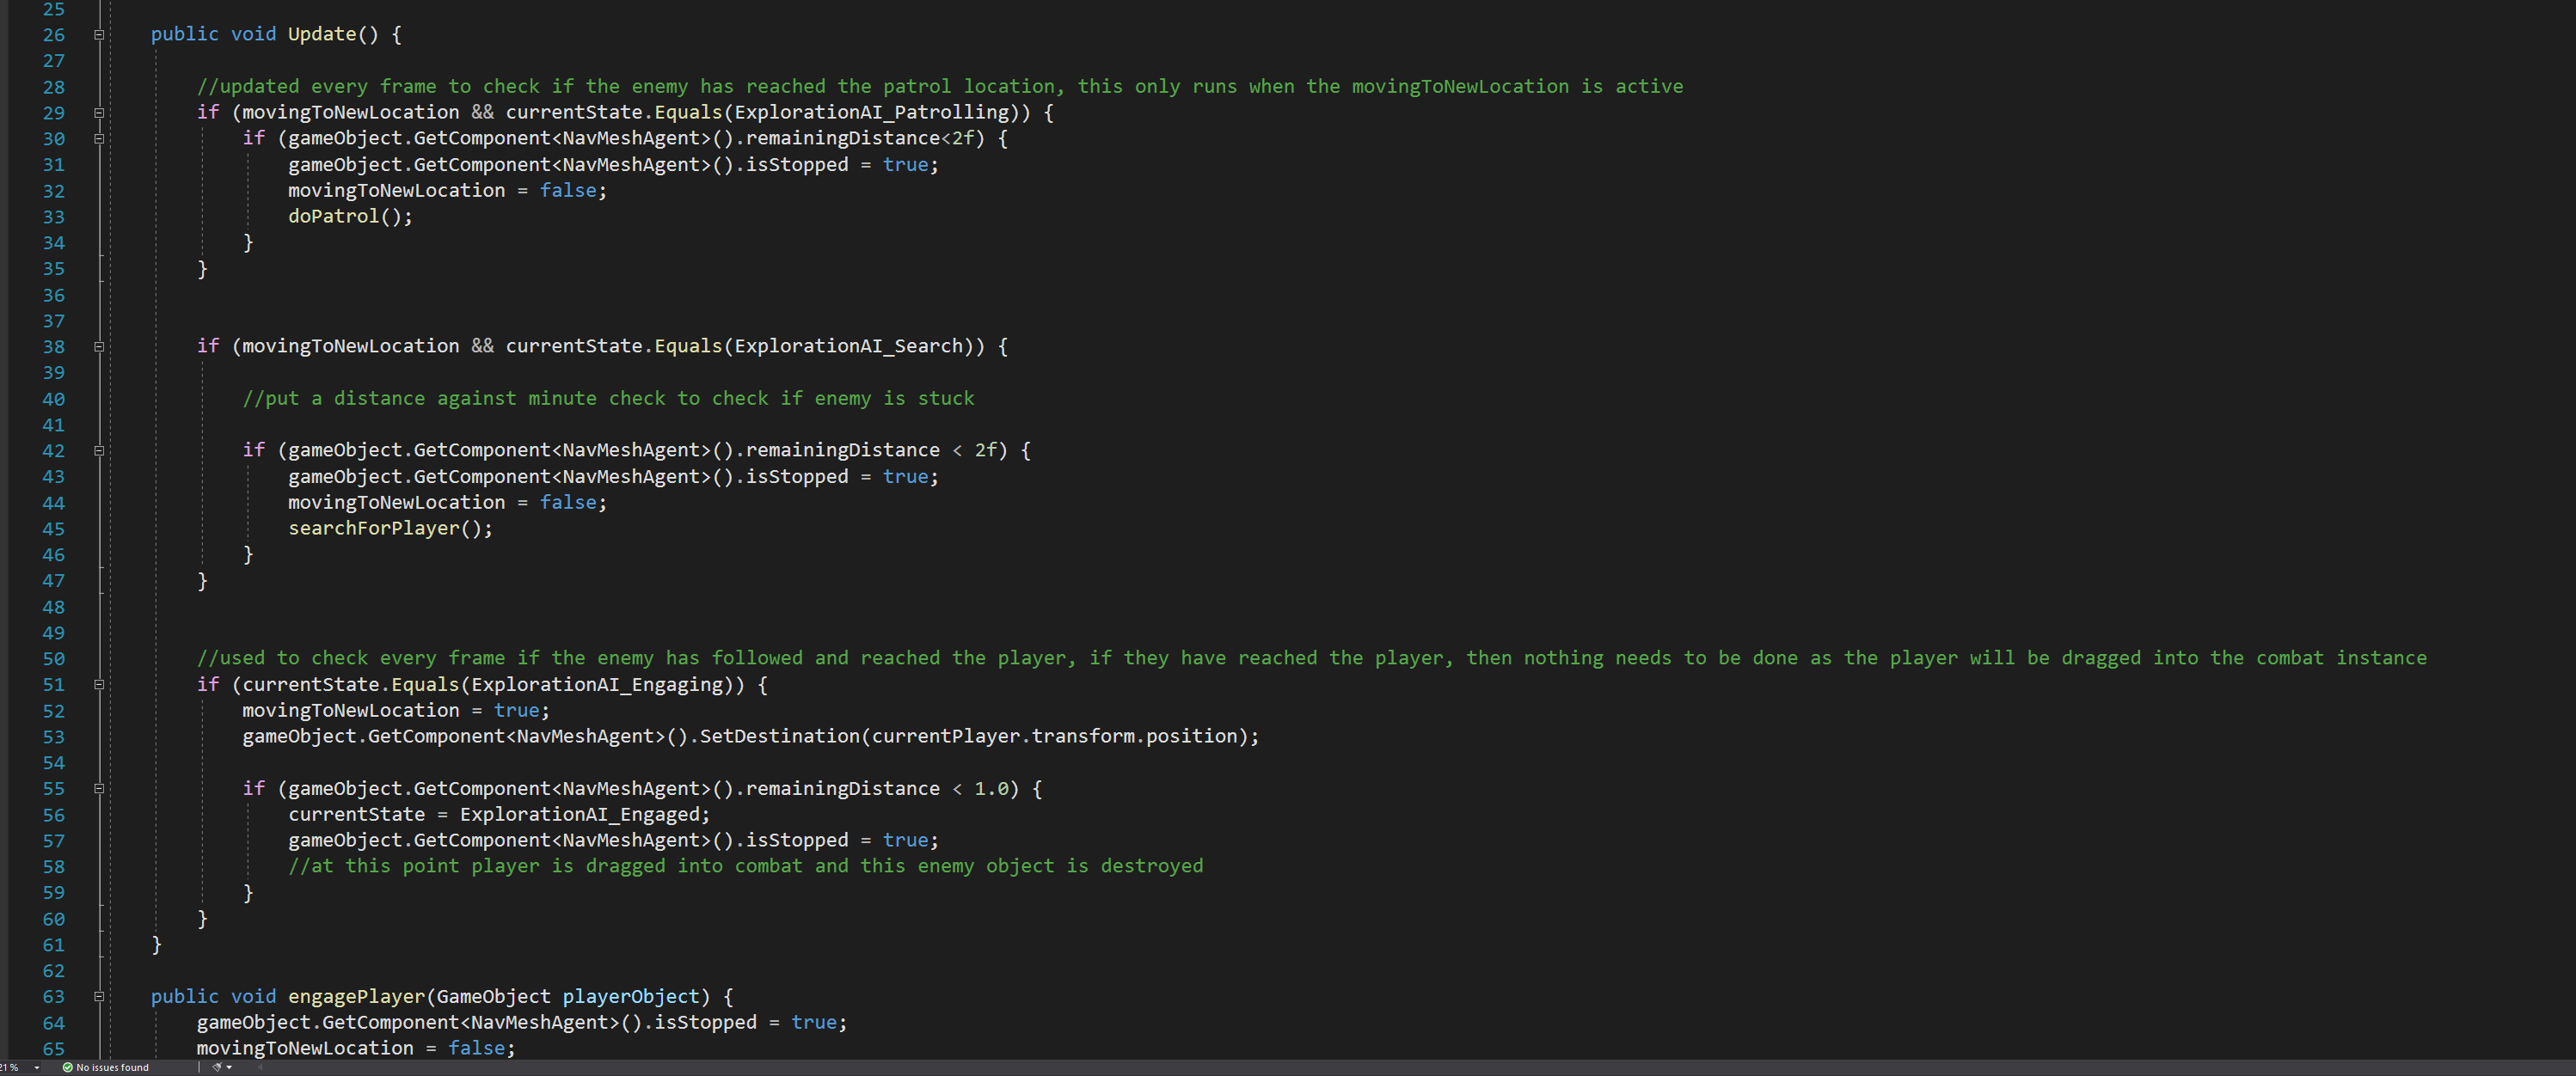 25
26 public void Update() {
27
28 //updated every frame to check if the enemy has reached the patrol location, this only runs when the movingToNewLocation is active
29 if (movingToNewLocation && currentState.Equals(ExplorationAI_Patrolling)) {
30 if (gameObject.GetComponent<NavMeshAgent>().remainingDistance<2f) {
31 gameObject.GetComponent<NavMeshAgent>().isStopped = true;
32 movingToNewLocation = false;
33 doPatrol();
34 }
35 }
36
37
38 if (movingToNewLocation && currentState.Equals(ExplorationAI_Search)) {
39
40 //put a distance against minute check to check if enemy is stuck
41
42 if (gameObject.GetComponent<NavMeshAgent>().remainingDistance < 2f) {
43 gameObject.GetComponent<NavMeshAgent>().isStopped = true;
44 movingToNewLocation = false;
45 searchForPlayer();
46 }
47 }
48
49
50 //used to check every frame if the enemy has followed and reached the player, if they have reached the player, then nothing needs to be done as the player will be dragged into the combat instance
51 if (currentState.Equals(ExplorationAI_Engaging)) {
52 movingToNewLocation = true;
53 gameObject.GetComponent<NavMeshAgent>().SetDestination(currentPlayer.transform.position);
54
55 if (gameObject.GetComponent<NavMeshAgent>().remainingDistance < 1.0) {
56 currentState = ExplorationAI_Engaged;
57 gameObject.GetComponent<NavMeshAgent>().isStopped = true;
58 //at this point player is dragged into combat and this enemy object is destroyed
59 }
60 }
61 }
62
63 public void engagePlayer(GameObject playerObject) {
64 gameObject.GetComponent<NavMeshAgent>().isStopped = true;
65 movingToNewLocation = false;
21 % No issues found